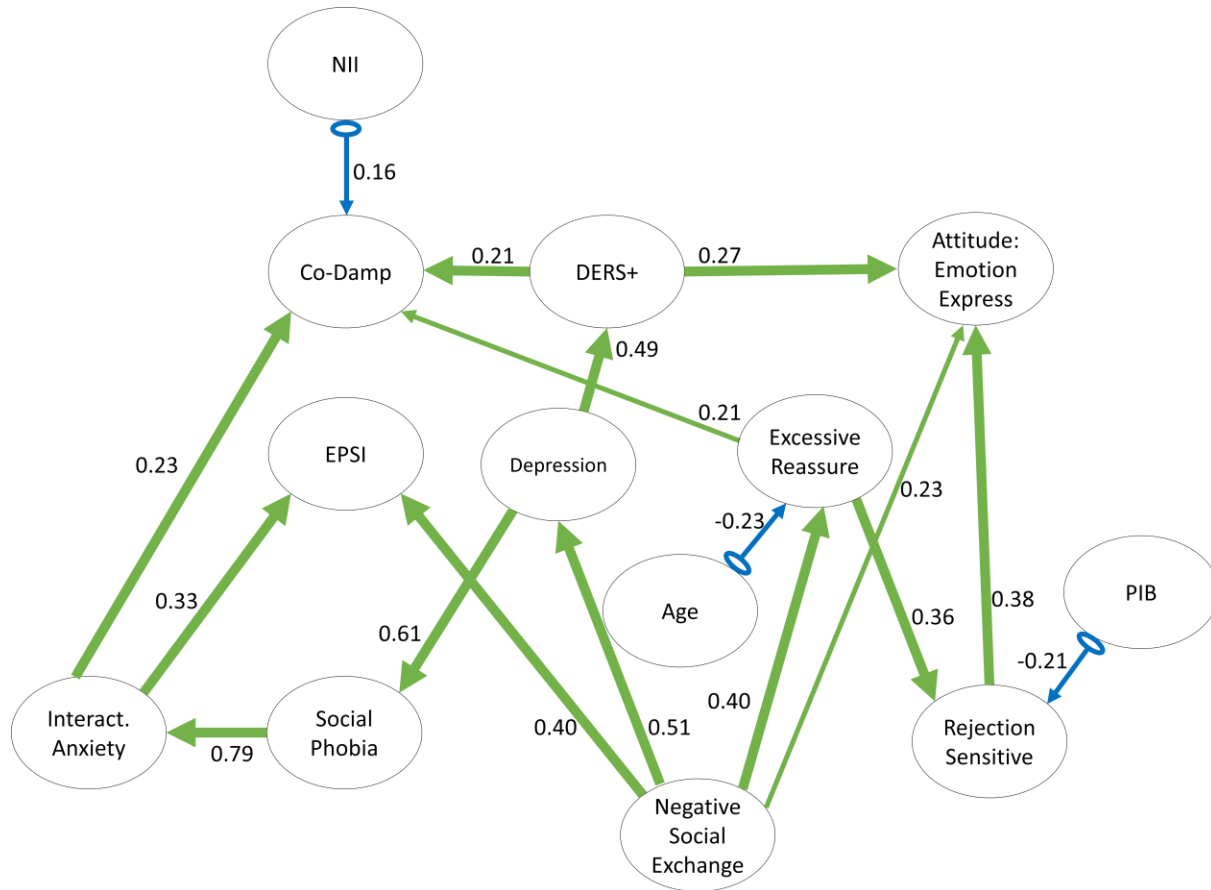 NII
0.16
Co-Damp
0.21
DERS+
0.27
Attitude:
Emotion
Express
0.49
0.23
EPSI
Depression
0.21
Excessive
Reassure
0.23
-0.23
0.33
0.61
Age
0.36
0.38
PIB
-0.21
Interact.
Anxiety
0.79
Social
Phobia
0.40
0.51
0.40
Rejection
Sensitive
Negative
Social
Exchange